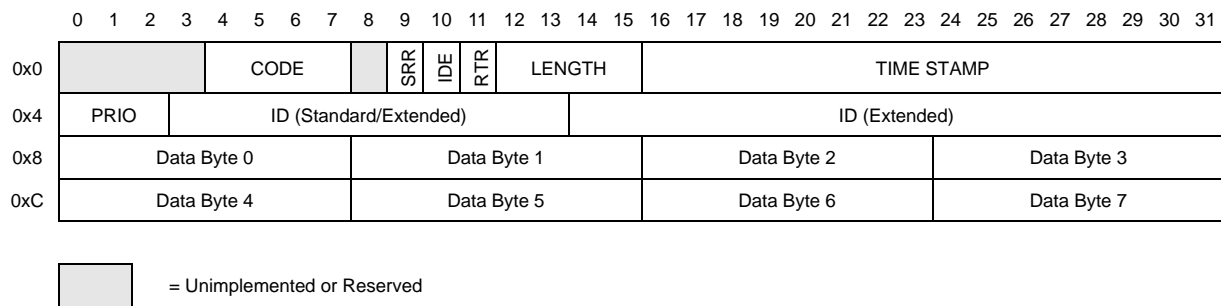 0 1 2 3 4 5 6 7 8 9 10 11 12 13 14 15 16 17 18 19 20 21 22 23 24 25 26 27 28 29 30 31
0x0 CODE SRR IDE RTR LENGTH TIME STAMP
0x4 PRIO ID (Standard/Extended) ID (Extended)
0x8 Data Byte 0 Data Byte 1 Data Byte 2 Data Byte 3
0xC Data Byte 4 Data Byte 5 Data Byte 6 Data Byte 7
= Unimplemented or Reserved